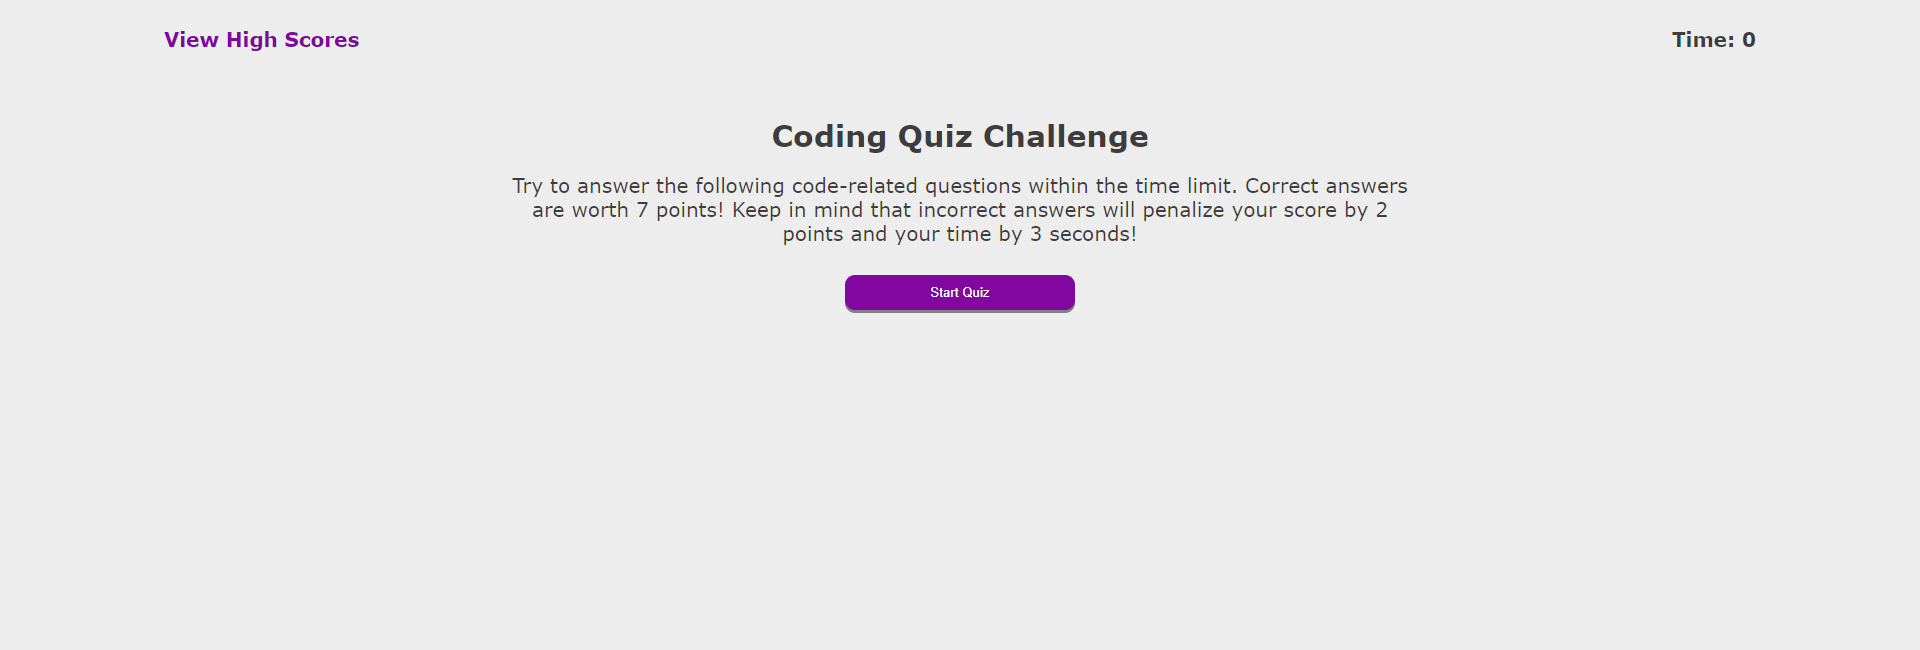 View High Scores
Time: 0
Coding Quiz Challenge
Try to answer the following code-related questions within the time limit. Correct answers
are worth 7 points! Keep in mind that incorrect answers will penalize your score by 2
points and your time by 3 seconds!
Start Quiz